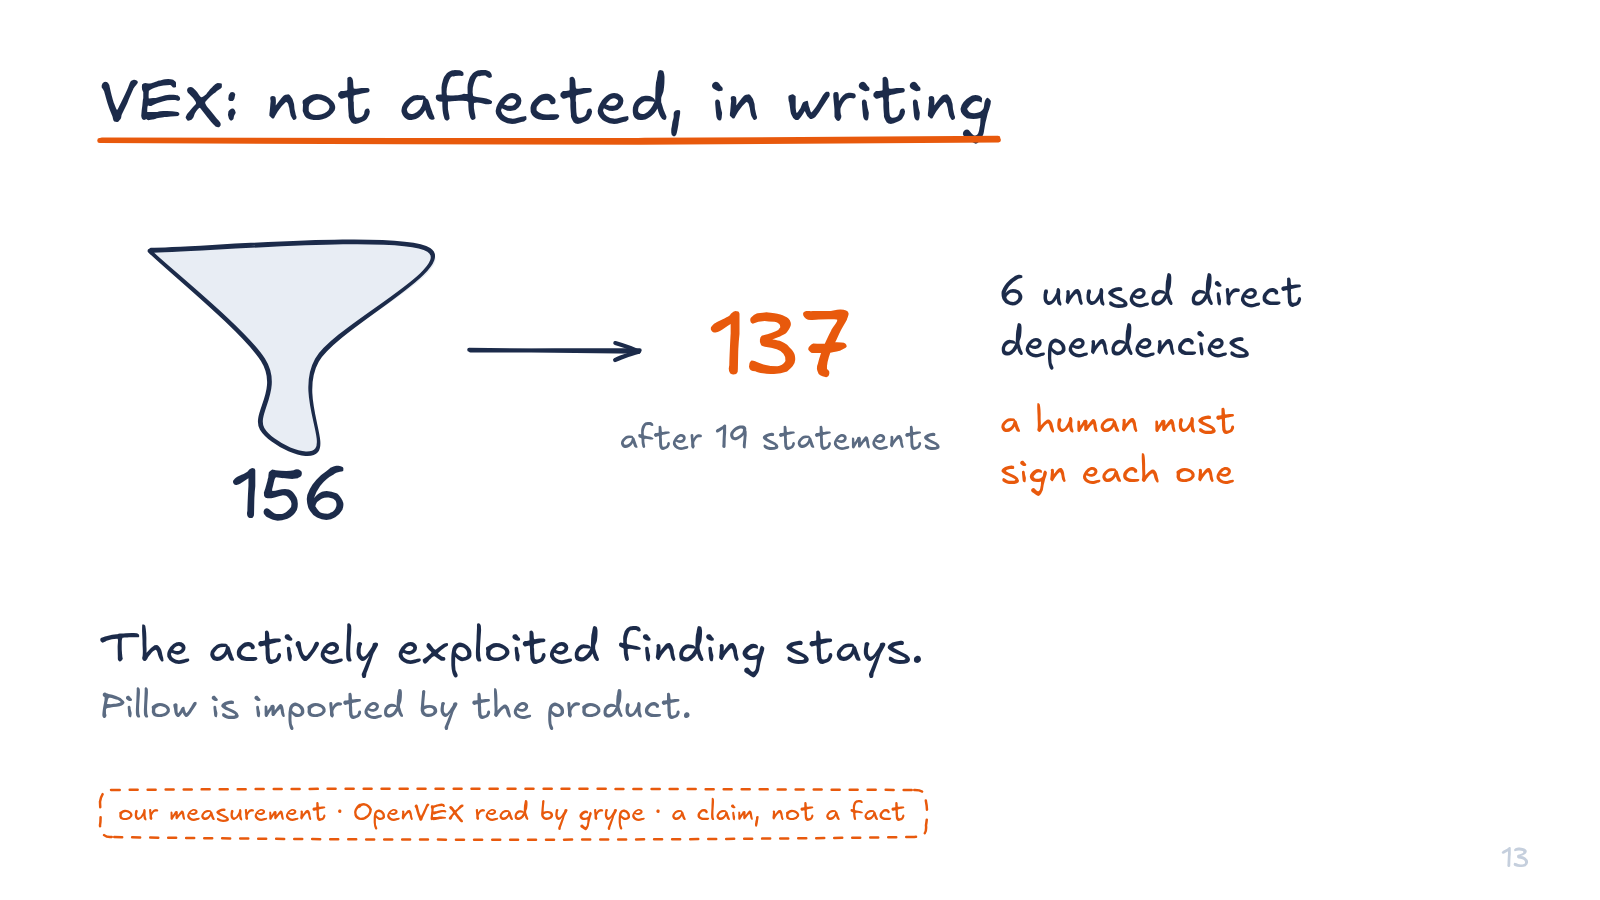 VEX: not affected, in writing
156
137
after 19 statements
6 unused direct
dependencies
a human must
sign each one
The actively exploited finding stays.
Pillow is imported by the product.
our measurement · OpenVEX read by grype · a claim, not a fact
13